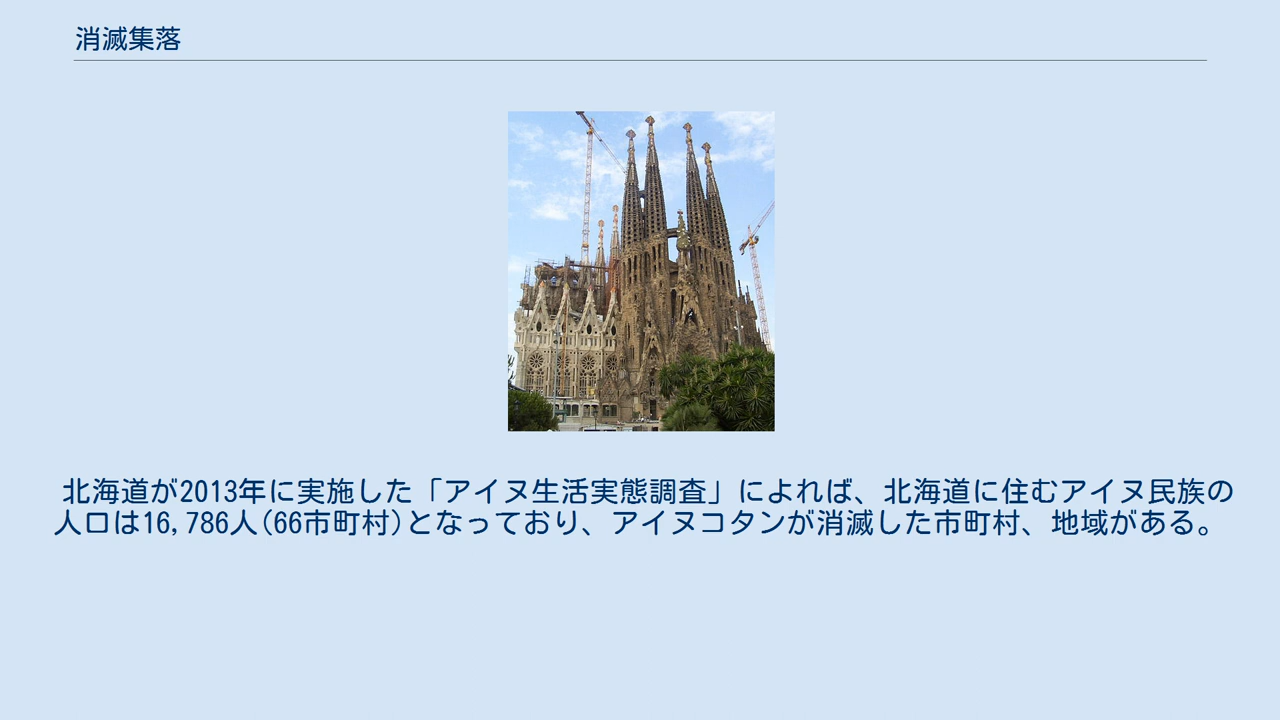 消滅集落
北海道が2013年に実施した「アイヌ生活実態調査」によれば、北海道に住むアイヌ民族の
人口は16,786人(66市町村)となっており、アイヌコタンが消滅した市町村、地域がある。